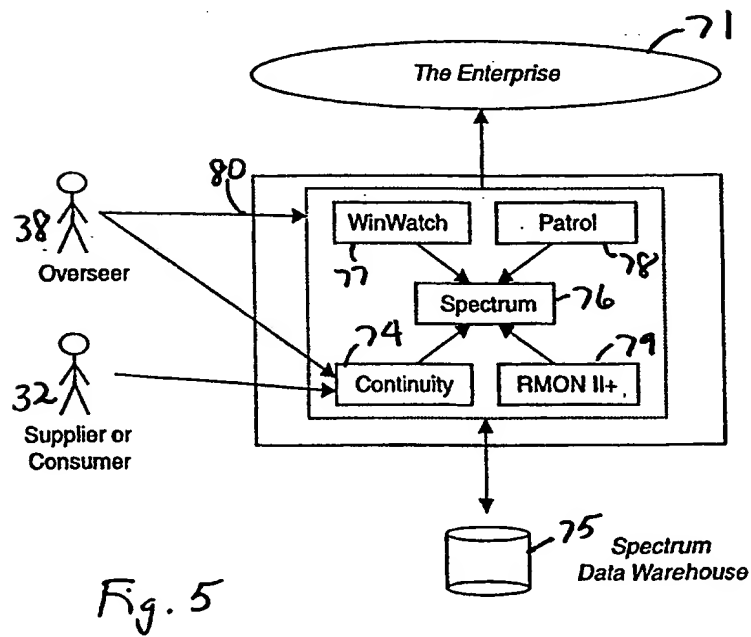 71
The Enterprise
80
WinWatch
Patrol
38
77
78
Overseer
Spectrum
76
74
79
Continuity
RMON II+
32
Supplier or
Consumer
75
Spectrum
Data Warehouse
Fig. 5